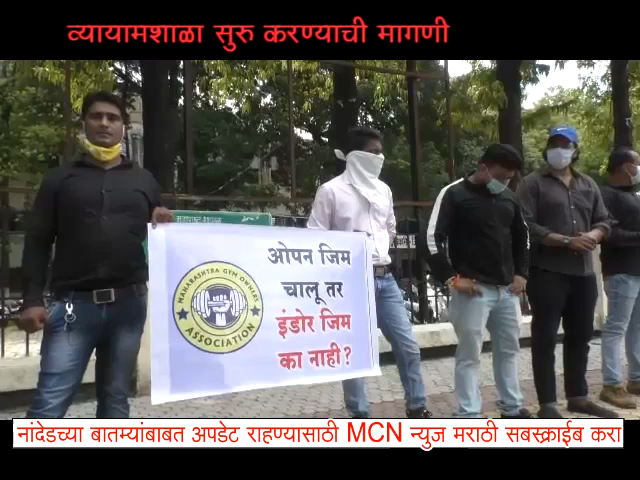 व्यायामशाळा सुरु करण्याची मागणी
ओपन जिम
चालू तर
इंडोर जिम
का नाही?
MAHARASHTRA GYM OWNERS
ASSOCIATION
नांदेडच्या बातम्यांबाबत अपडेट राहण्यासाठी MCN न्युज मराठी सबस्क्राईब करा